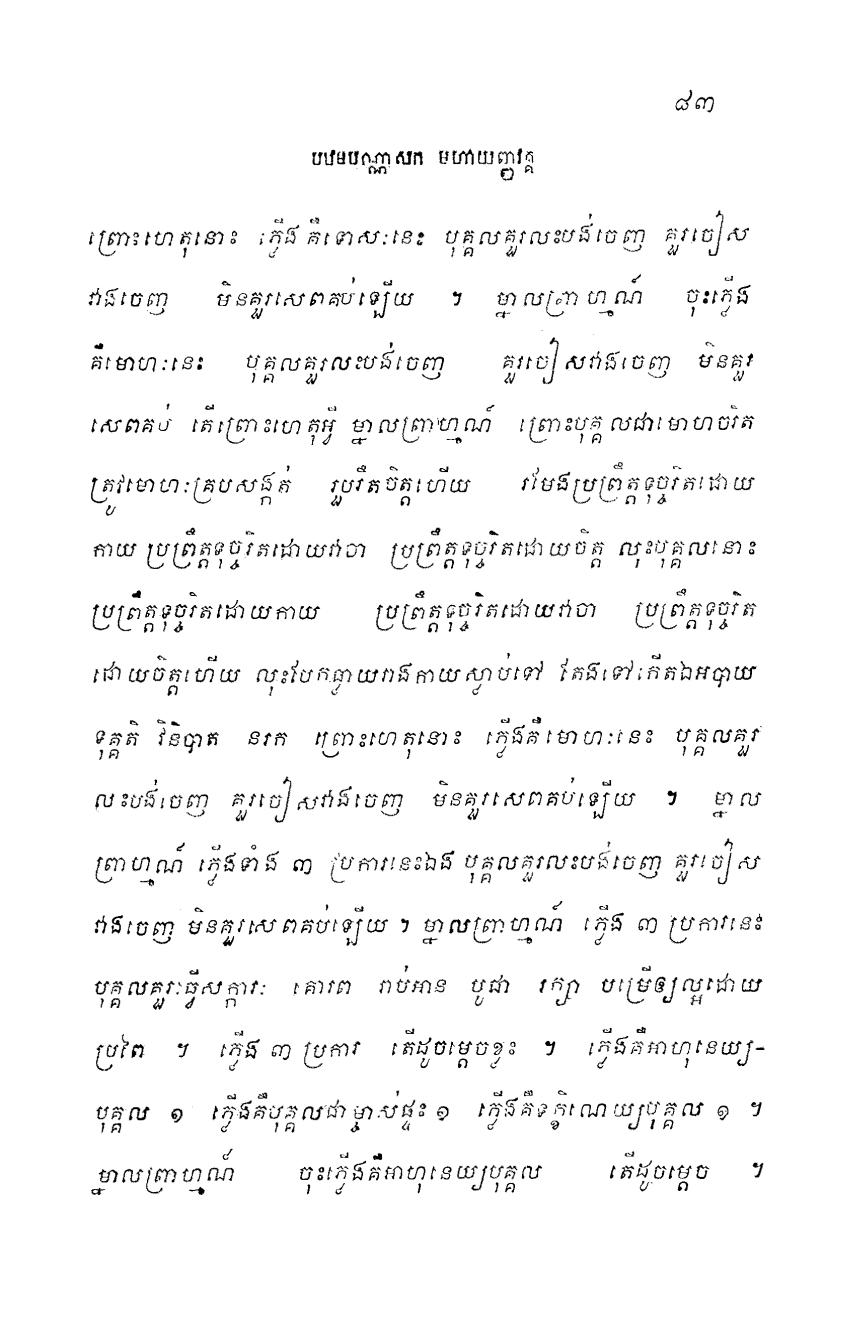 ៨៣
បឋមបណ្ណាសក មហាយញ្ញវគ្គ
ព្រោះហេតុនោះ ភ្លើង គឺទោសៈនេះ បុគ្គលគួរលះបង់ចេញ គួរចៀស
វាងចេញ មិនគួរសេពគប់ឡើយ ។ ម្នាលព្រាហ្មណ៍ ចុះភ្លើង
គឺមោហៈនេះ បុគ្គលគួរលះបង់ចេញ គួរចៀសវាងចេញ មិនគួរ
សេពគប់ តើព្រោះហេតុអ្វី ម្នាលព្រាហ្មណ៍ ព្រោះបុគ្គលជាមោហចរិត
ត្រូវមោហៈគ្របសង្កត់ រួបរឹតចិត្តហើយ រមែងប្រព្រឹត្តទុច្ចរិតដោយ
កាយ ប្រព្រឹត្តទុច្ចរិតដោយវាចា ប្រព្រឹត្តទុច្ចរិតដោយចិត្ត លុះបុគ្គលនោះ
ប្រព្រឹត្តទុច្ចរិតដោយកាយ ប្រព្រឹត្តទុច្ចរិតដោយវាចា ប្រព្រឹត្តទុច្ចរិត
ដោយចិត្តហើយ លុះបែកធ្លាយរាងកាយស្លាប់ទៅ តែងទៅកើតឯអបាយ
ទុគ្គតិ វិនិបាត នរក ព្រោះហេតុនោះ ភ្លើងគឺមោហៈនេះ បុគ្គលគួរ
លះបង់ចេញ គួរចៀសវាងចេញ មិនគួរសេពគប់ឡើយ ។ ម្នាល
ព្រាហ្មណ៍ ភ្លើងទាំង ៣ ប្រការនេះឯង បុគ្គលគួរលះបង់ចេញ គួរចៀស
វាងចេញ មិនគួរសេពគប់ឡើយ ។ ម្នាលព្រាហ្មណ៍ ភ្លើង ៣ ប្រការនេះ
បុគ្គលគួរធ្វើសក្ការៈ គោរព រាប់អាន បូជា រក្សា បម្រើឲ្យល្អដោយ
ប្រពៃ ។ ភ្លើង ៣ ប្រការ តើដូចម្តេចខ្លះ ។ ភ្លើងគឺអាហុនេយ្យ-
បុគ្គល ១ ភ្លើងគឺបុគ្គលជាម្ចាស់ផ្ទះ ១ ភ្លើងគឺទក្ខិណេយ្យបុគ្គល ១ ។
ម្នាលព្រាហ្មណ៍ ចុះភ្លើងគឺអាហុនេយ្យបុគ្គល តើដូចម្តេច ។